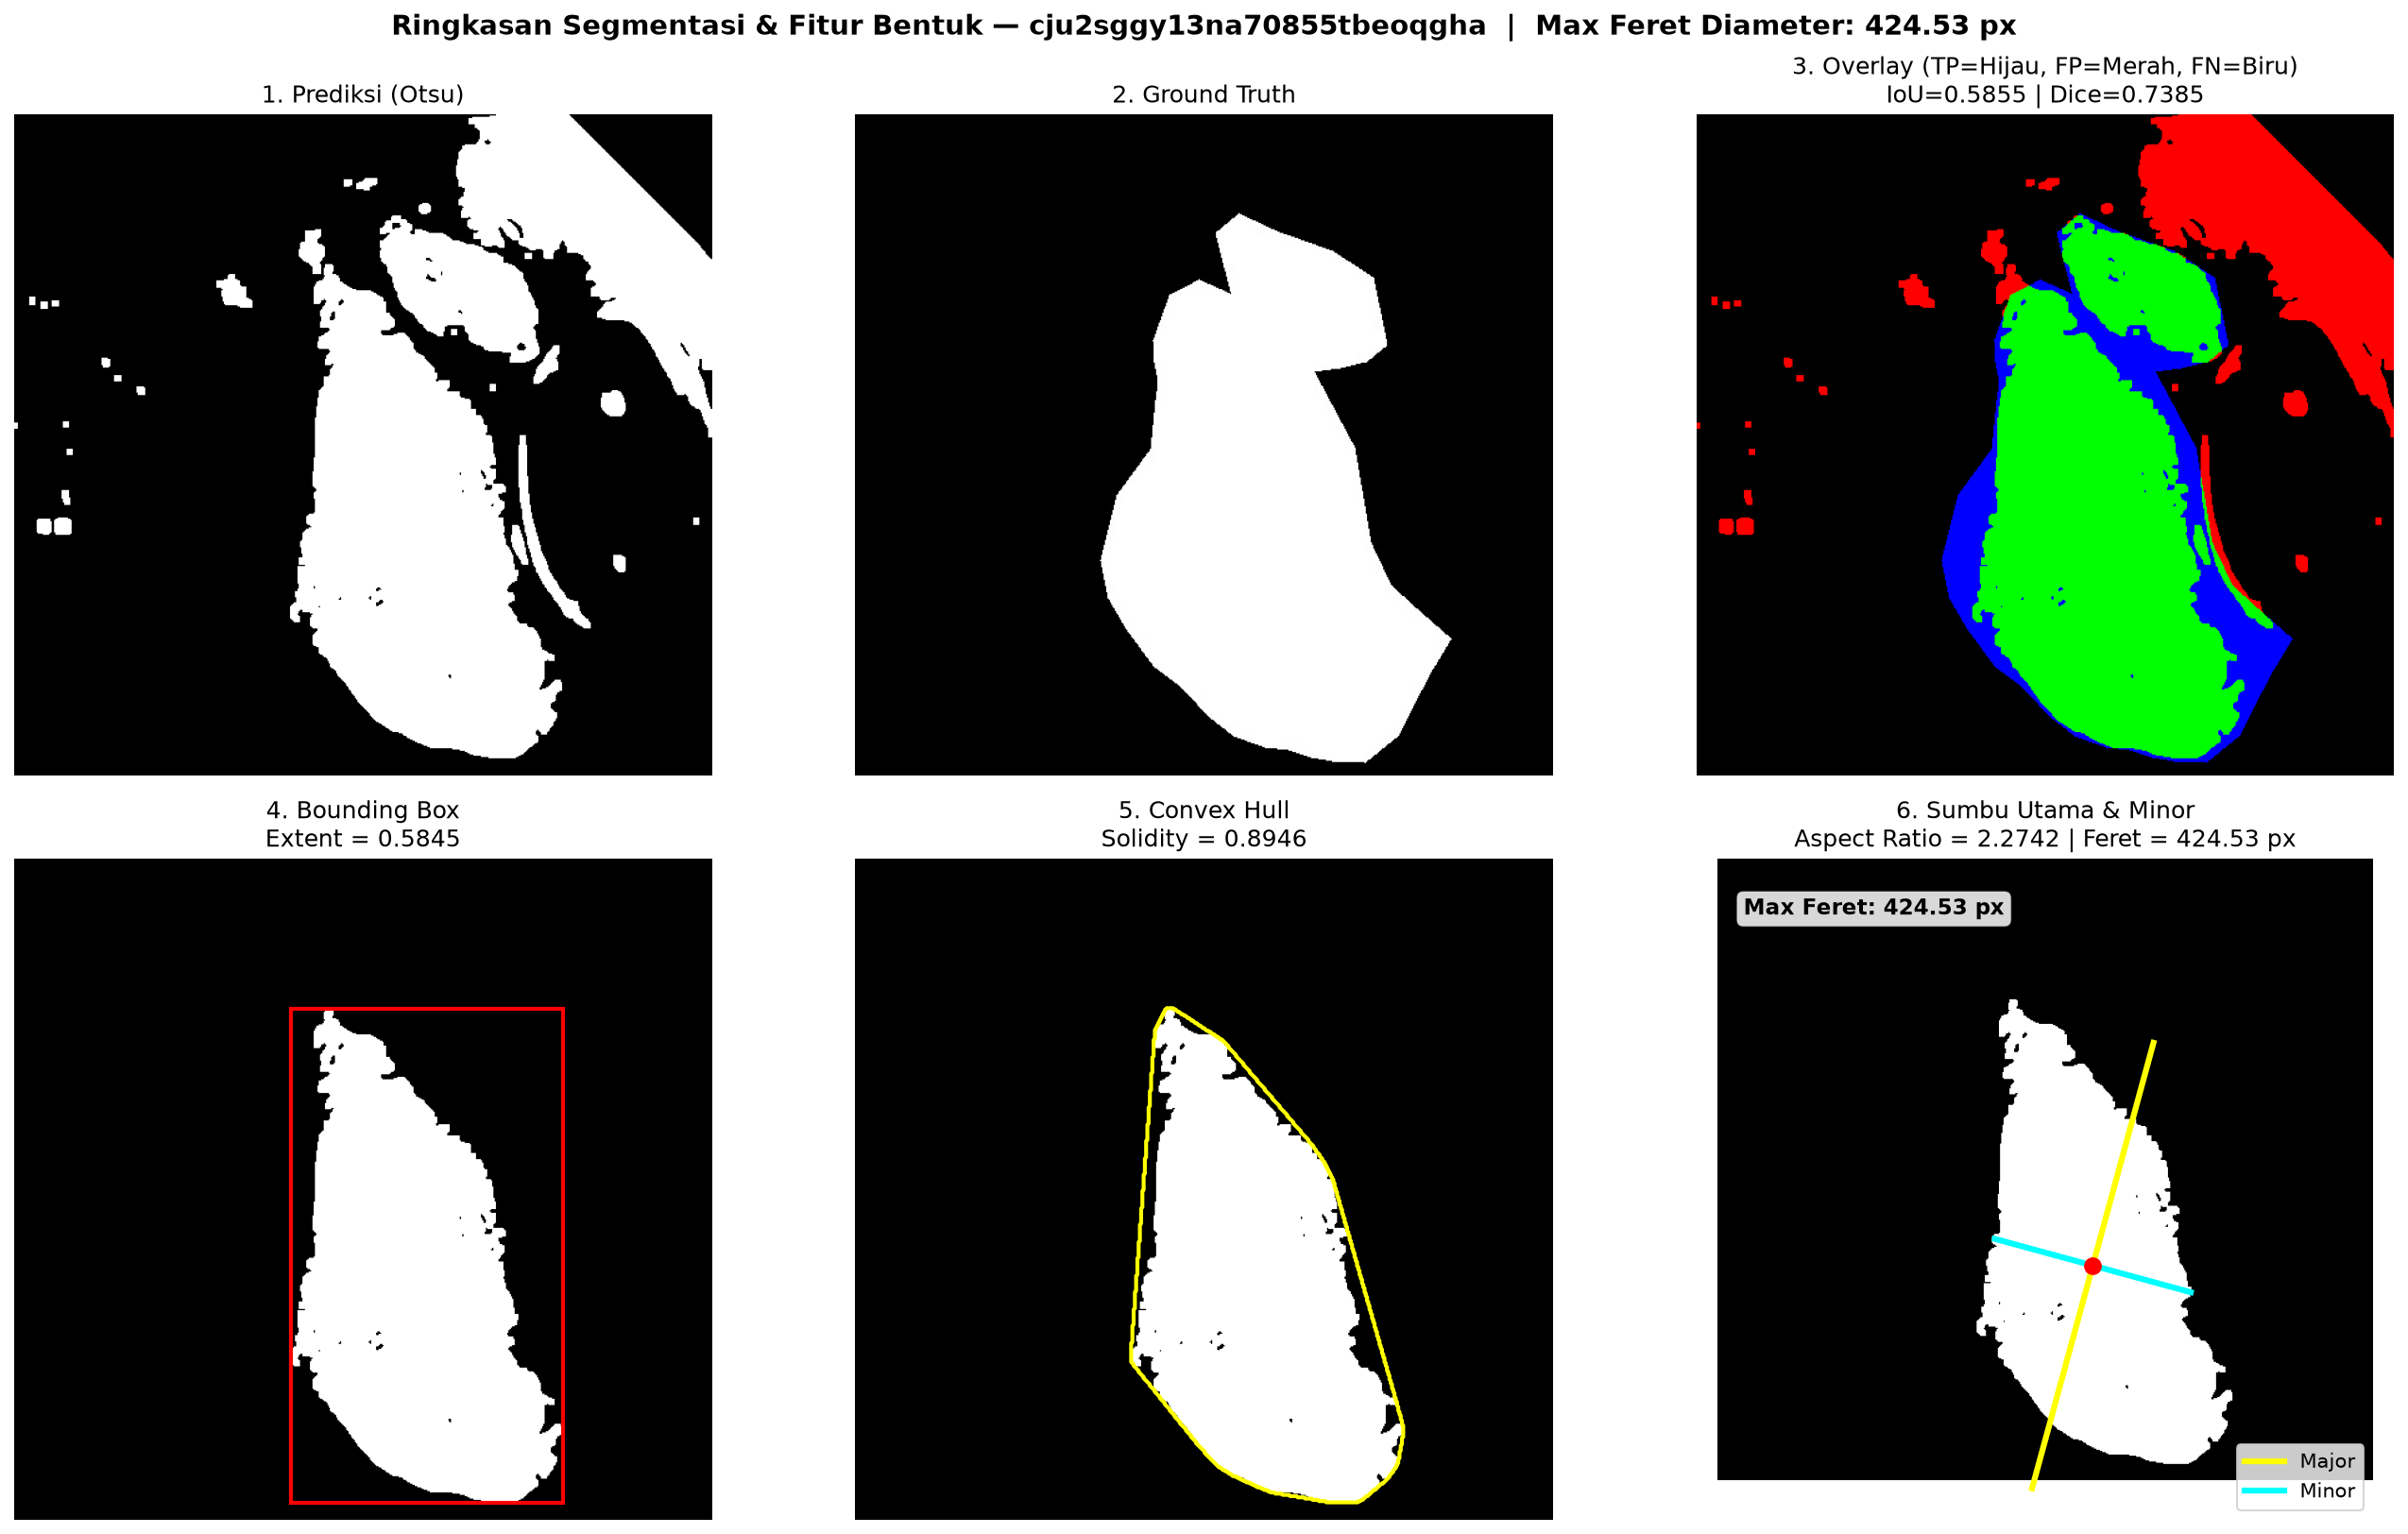 Ringkasan Segmentasi & Fitur Bentuk — cju2sggy13na70855tbeoqgha | Max Feret Diameter: 424.53 px
1. Prediksi (Otsu)
2. Ground Truth
3. Overlay (TP=Hijau, FP=Merah, FN=Biru)
IoU=0.5855 | Dice=0.7385
4. Bounding Box
Extent = 0.5845
5. Convex Hull
Solidity = 0.8946
6. Sumbu Utama & Minor
Aspect Ratio = 2.2742 | Feret = 424.53 px
Max Feret: 424.53 px
Major
Minor